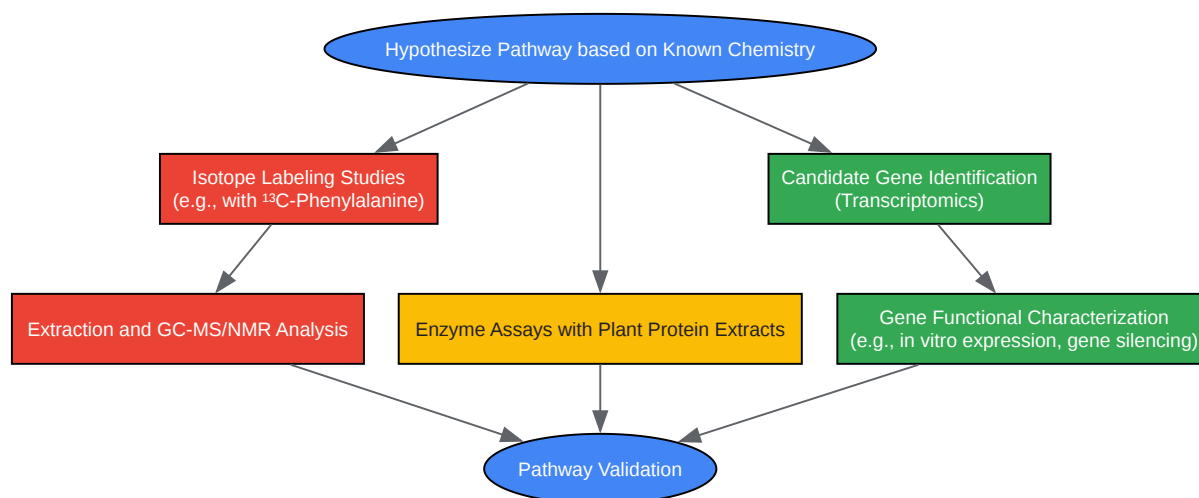 Hypothesize Pathway based on Known Chemistry
Isotope Labeling Studies
(e.g., with ¹³C-Phenylalanine)
Candidate Gene Identification
(Transcriptomics)
Extraction and GC-MS/NMR Analysis
Enzyme Assays with Plant Protein Extracts
Gene Functional Characterization
(e.g., in vitro expression, gene silencing)
Pathway Validation